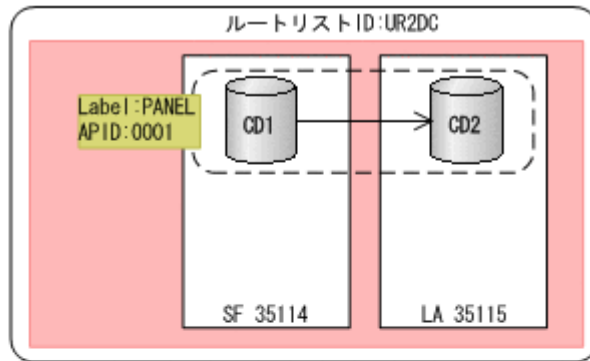 ルートリストID:UR2DC
Label:PANEL
APID:0001
CD1
CD2
SF 35114
LA 35115